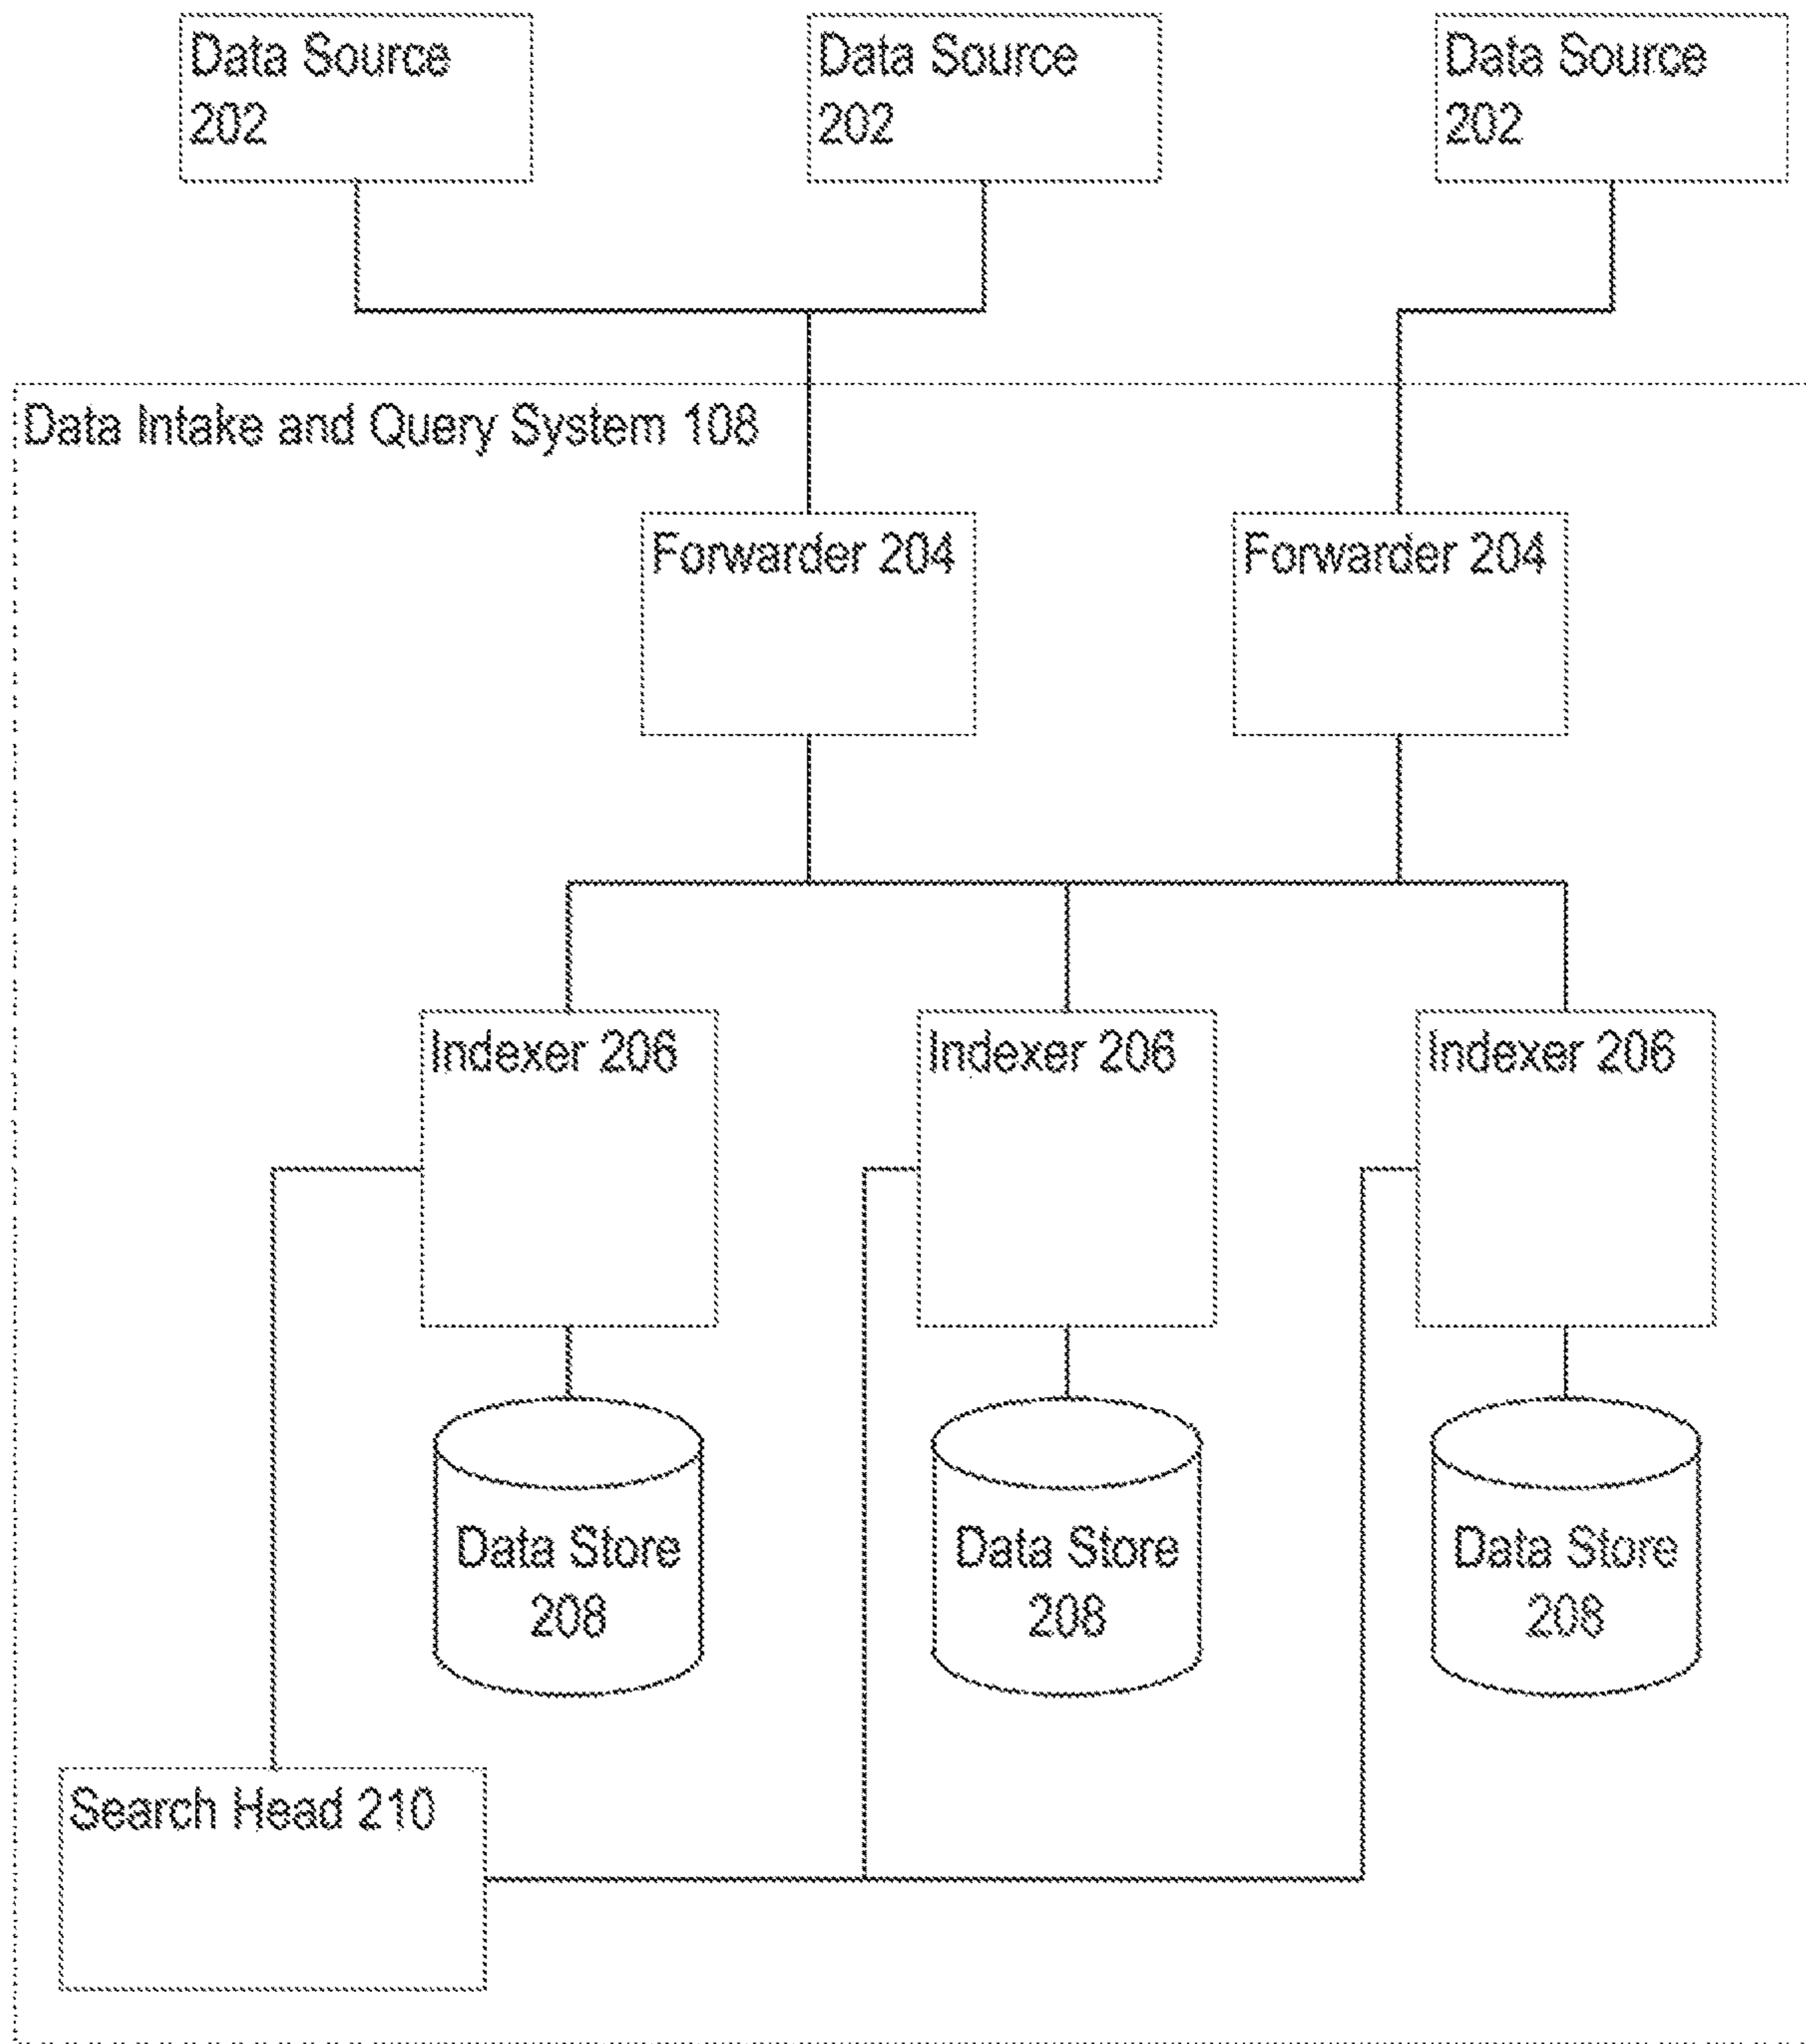 Data Source
202
Data Source
202
Data Source
202
Data Intake and Query System 108
Forwarder 204
Forwarder 204
Indexer 206
Indexer 206
Indexer 206
Data Store
208
Data Store
208
Data Store
208
Search Head 210